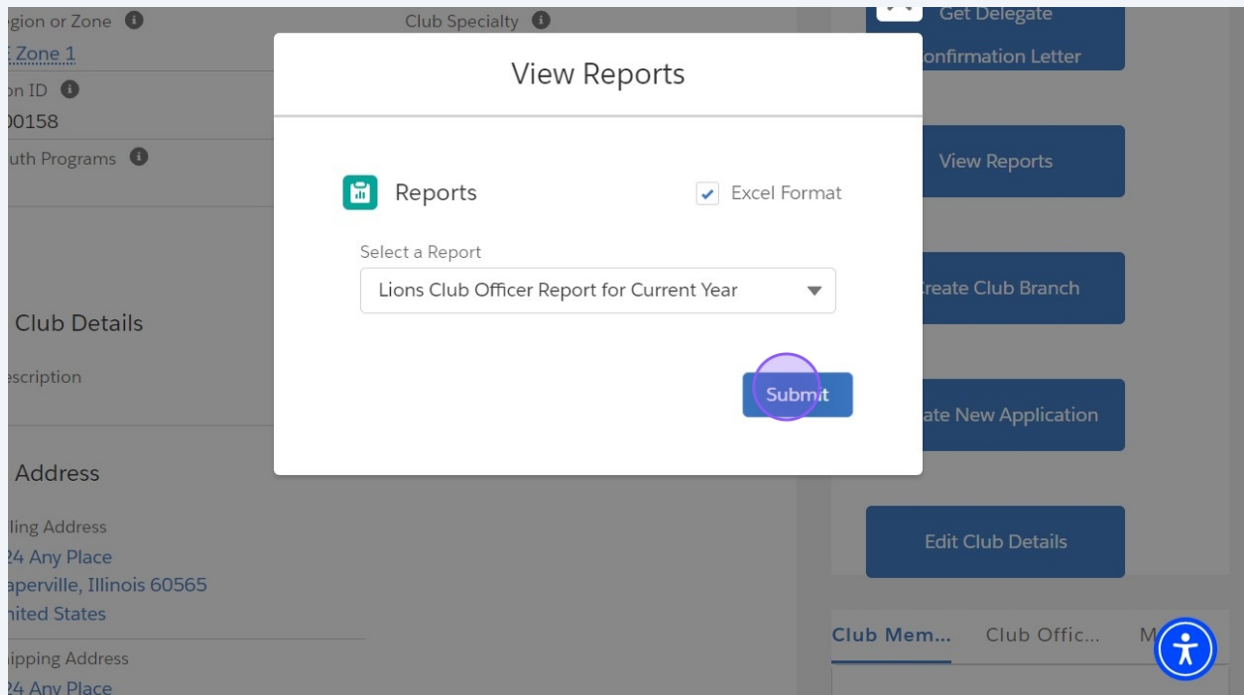 egion or Zone
Club Specialty
Get Delegate
Zone 1
View Reports
onfirmation Letter
on ID
00158
uth Programs
View Reports
Reports
Excel Format
Select a Report
Lions Club Officer Report for Current Year
reate Club Branch
Club Details
escription
Submit
ate New Application
Address
ling Address
24 Any Place
aperville, Illinois 60565
nited States
Edit Club Details
Club Mem...
Club Offic...
M
ipping Address
24 Any Place